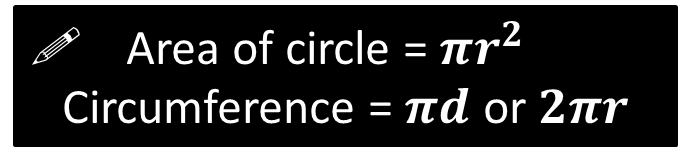 Area of circle = πr²
Circumference = πd or 2πr